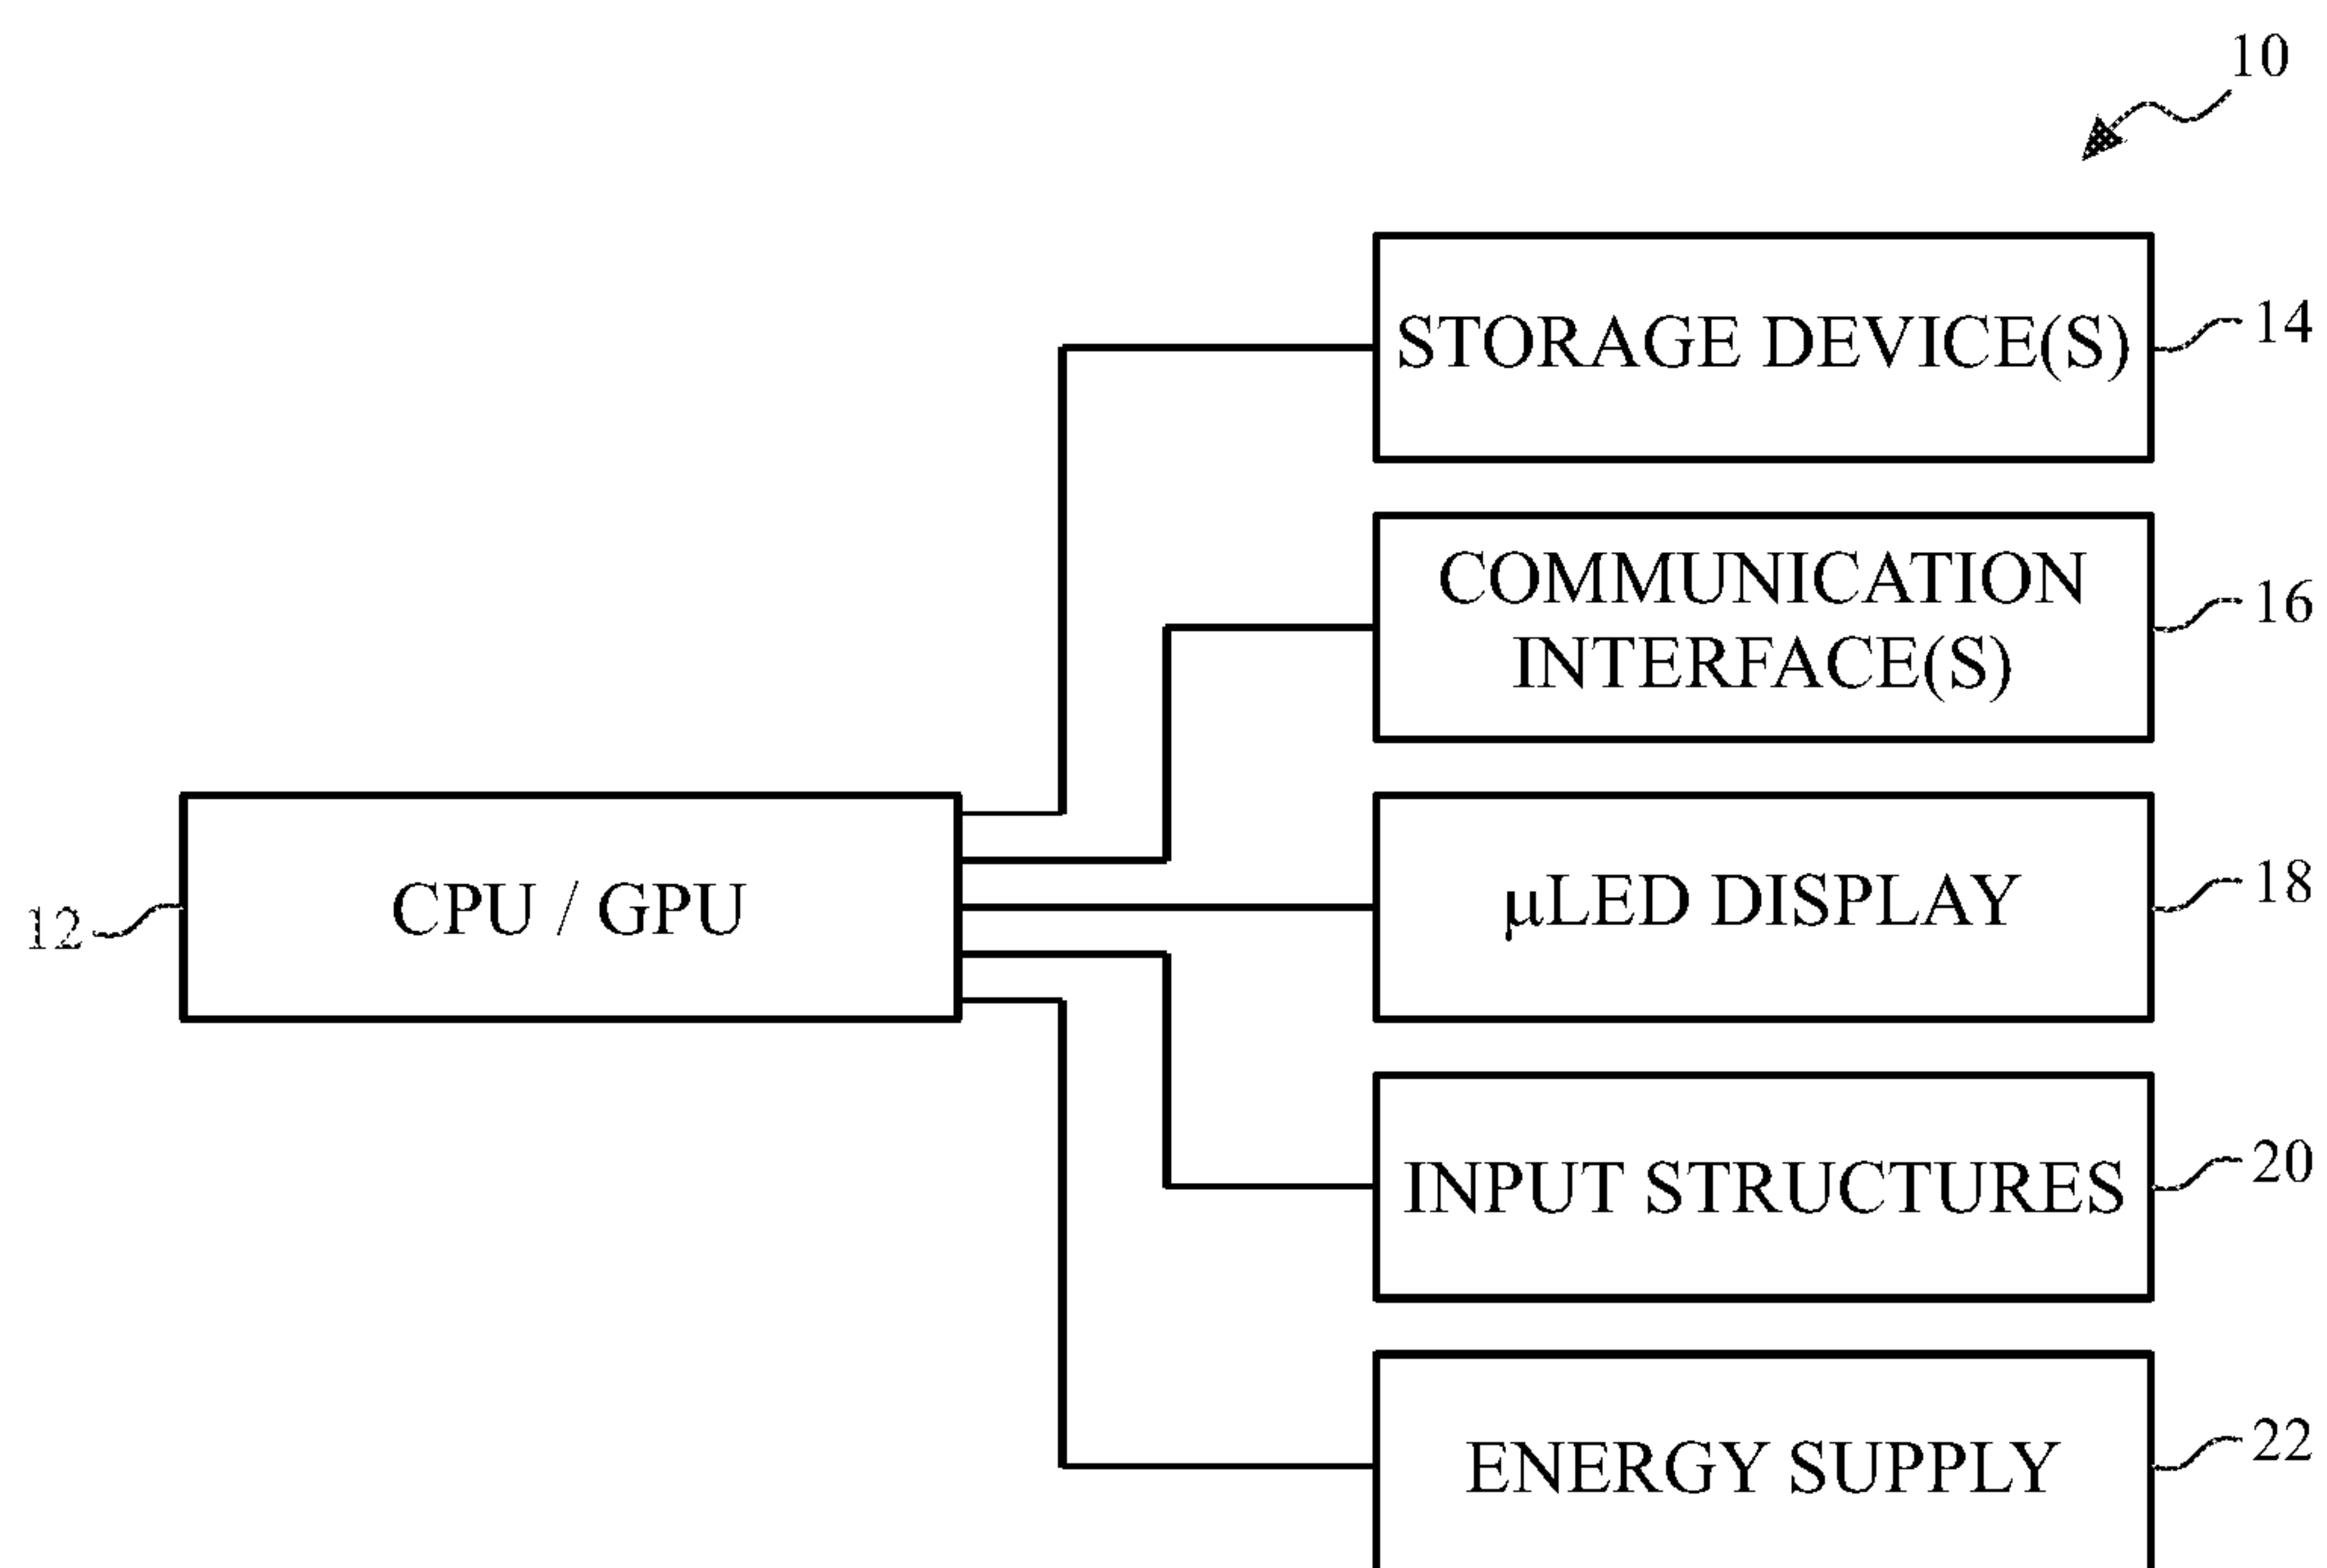 10
STORAGE DEVICE(S)
14
COMMUNICATION
INTERFACE(S)
16
CPU / GPU
12
μLED DISPLAY
18
INPUT STRUCTURES
20
ENERGY SUPPLY
22